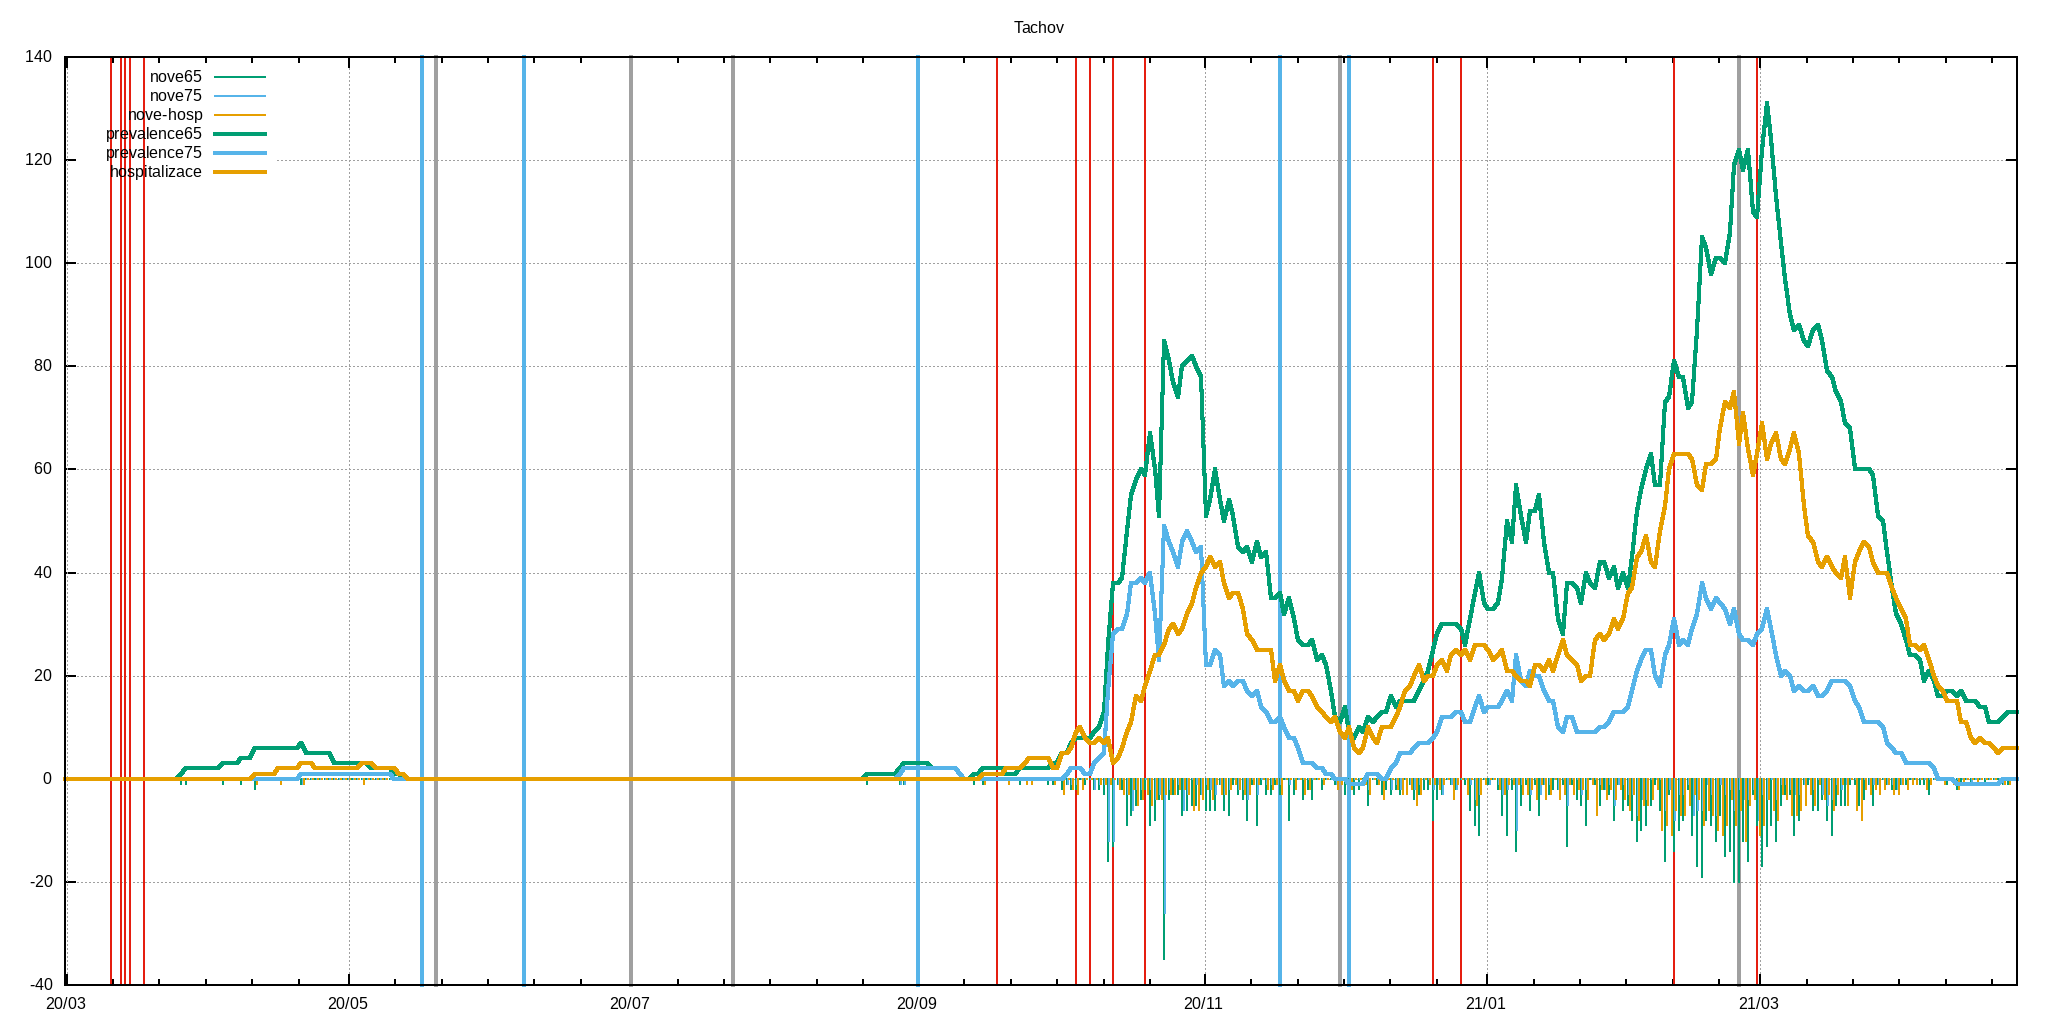 Tachov
140
120
100
80
60
40
20
0
-20
-40
nove65
nove75
nove-hosp
prevalence65
prevalence75
hospitalizace
20/03 20/05 20/07 20/09 20/11 21/01 21/03